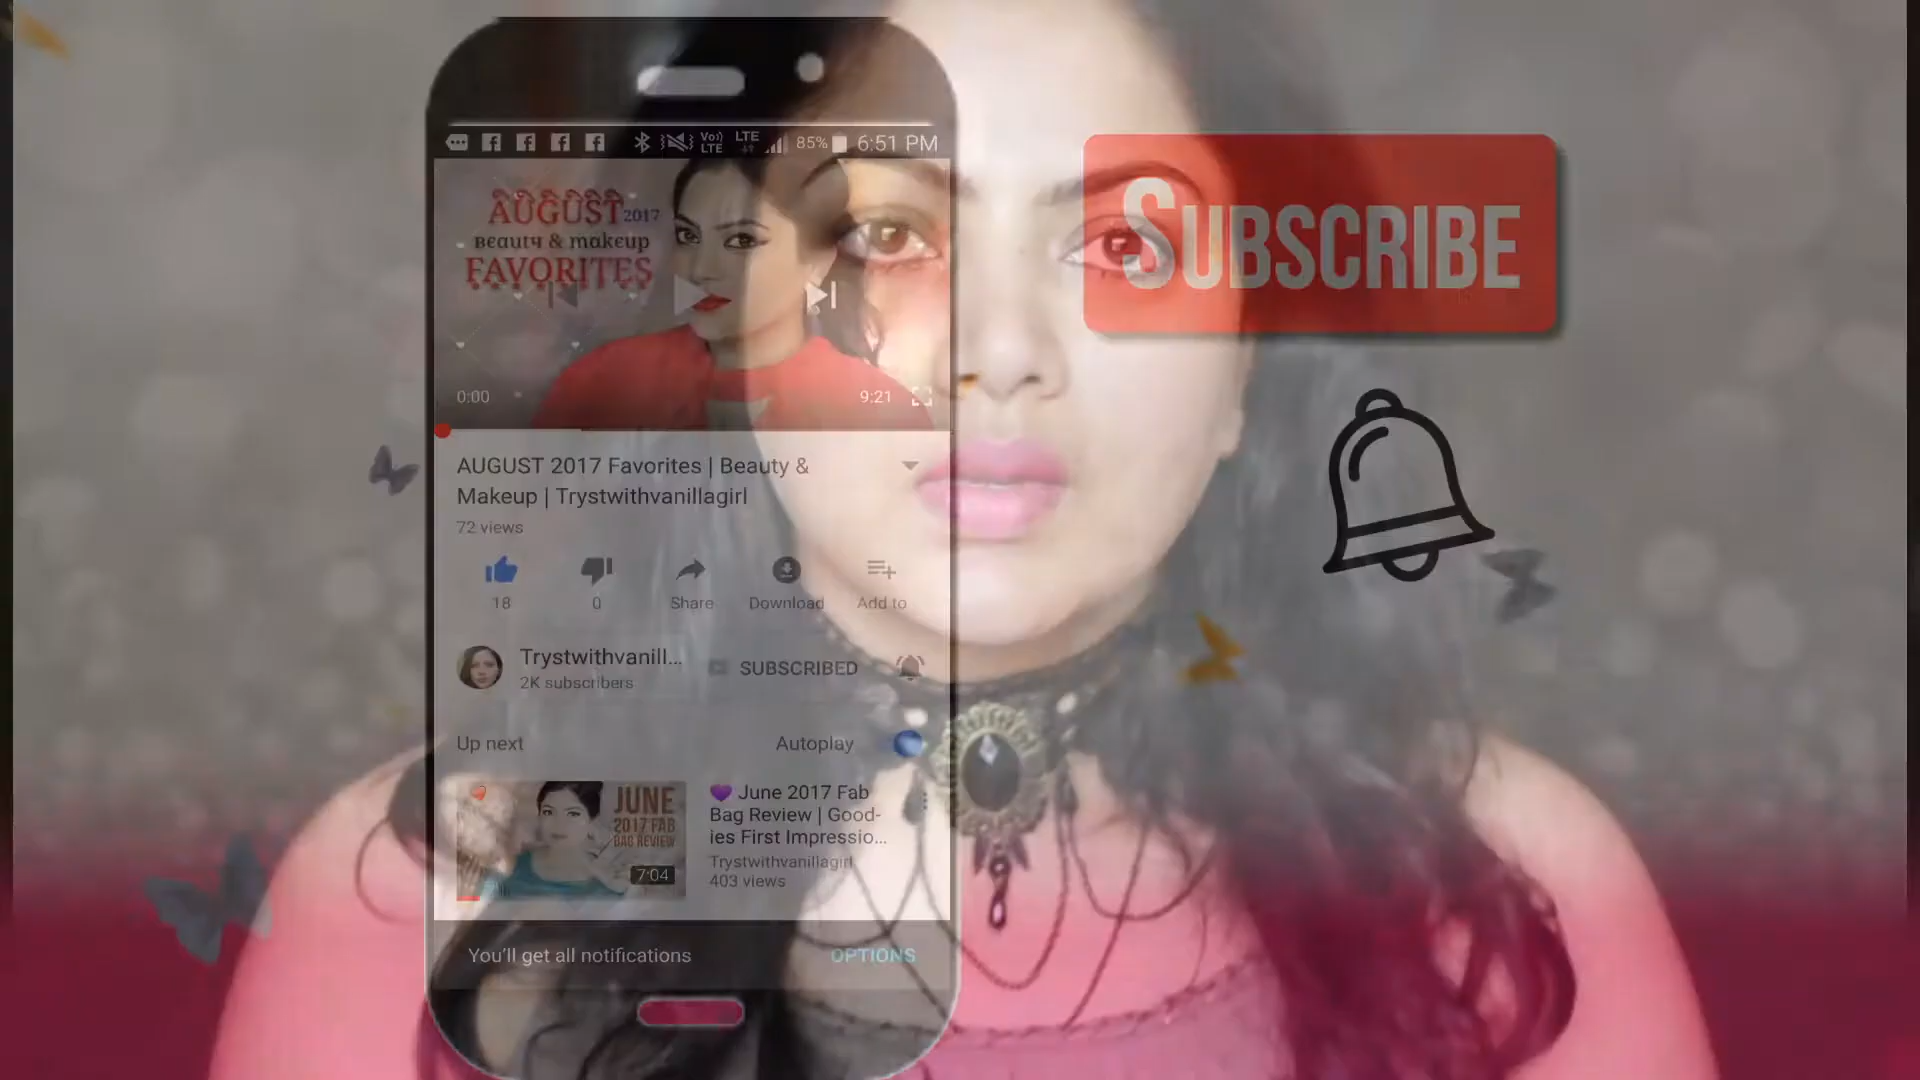 Vo))
LTE
LTE
85%
6:51 PM
AUGUST 2017
Beauty & makeup
FAVORITES
0:00
9:21
AUGUST 2017 Favorites | Beauty &
Makeup | Trystwithvanillagirl
72 views
18
0
Share
Download
Add to
Trystwithvanill...
2K subscribers
SUBSCRIBED
Up next
Autoplay
JUNE
2017 FAB
BAG REVIEW
7:04
💜 June 2017 Fab
Bag Review | Good-
ies First Impressio...
Trystwithvanillagirl
403 views
You'll get all notifications
OPTIONS
SUBSCRIBE